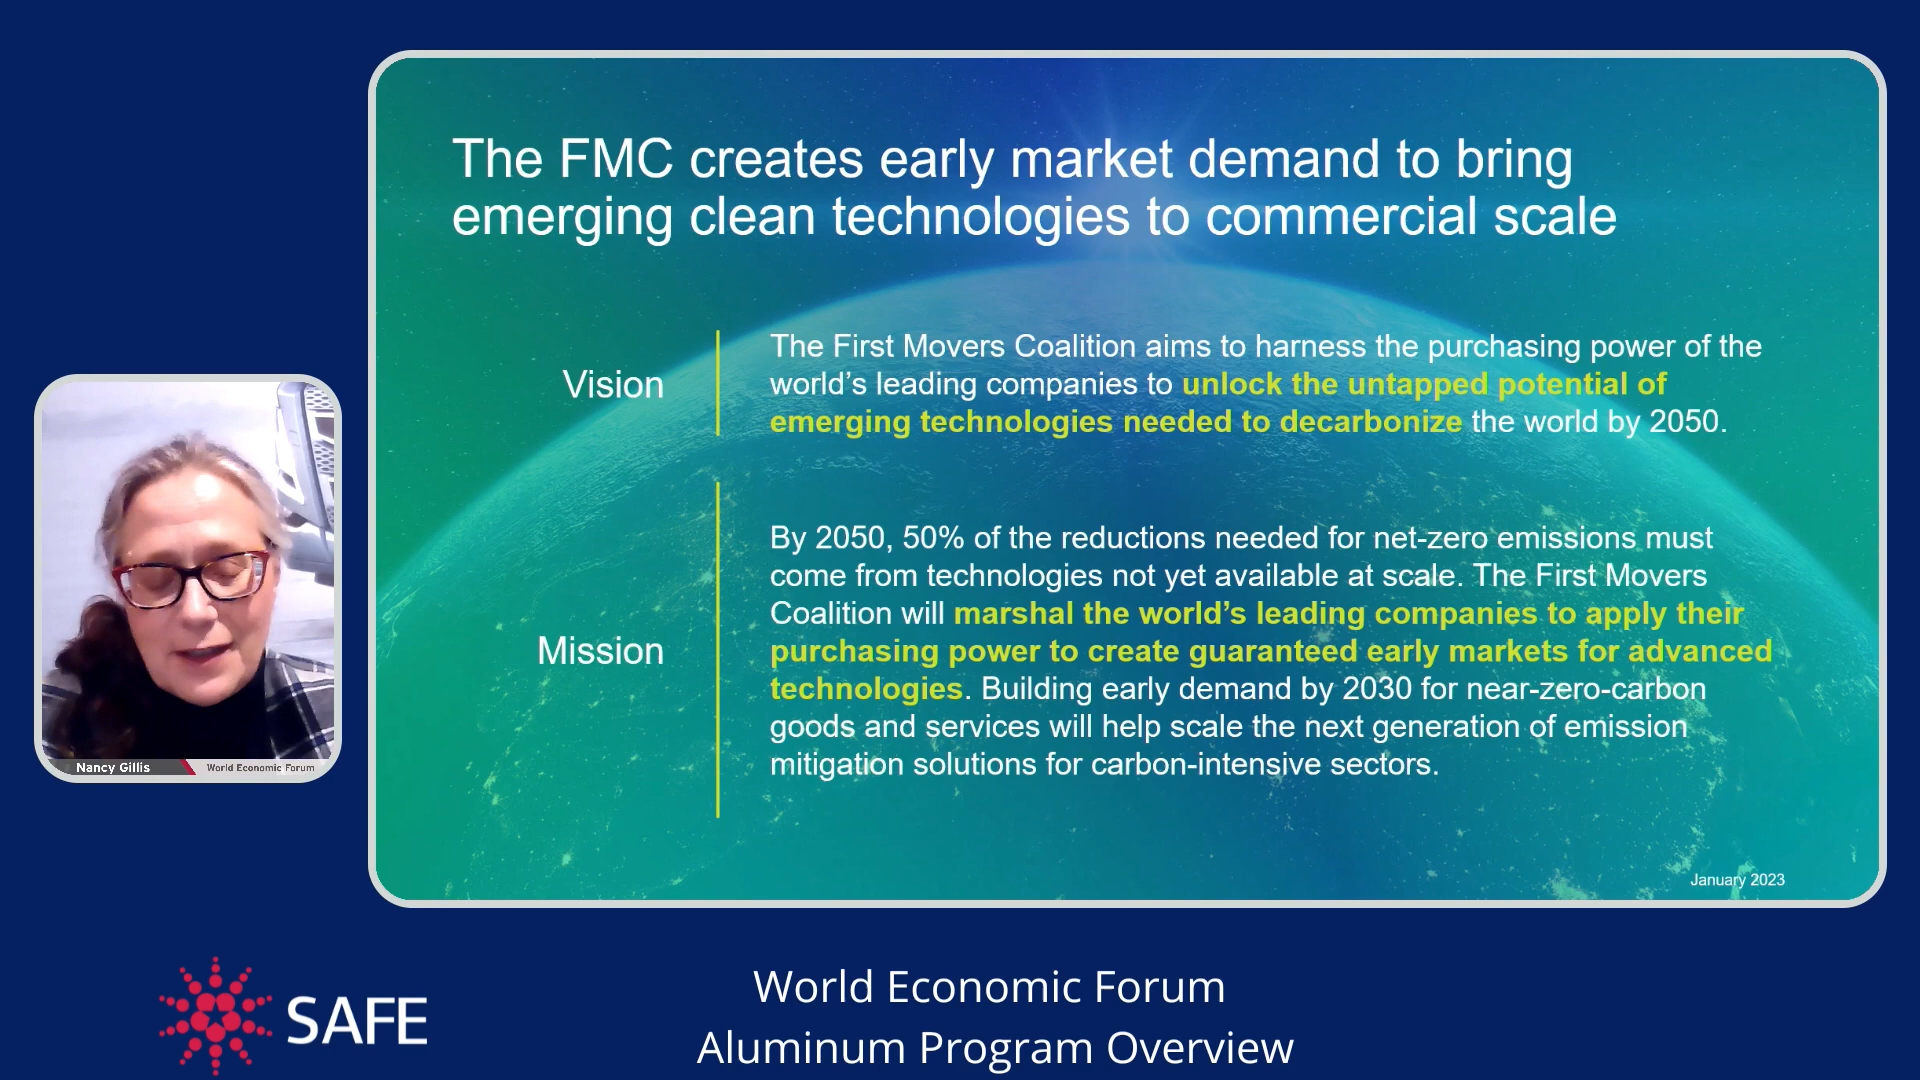 The FMC creates early market demand to bring
emerging clean technologies to commercial scale
Vision
The First Movers Coalition aims to harness the purchasing power of the
world’s leading companies to unlock the untapped potential of
emerging technologies needed to decarbonize the world by 2050.
Mission
By 2050, 50% of the reductions needed for net-zero emissions must
come from technologies not yet available at scale. The First Movers
Coalition will marshal the world’s leading companies to apply their
purchasing power to create guaranteed early markets for advanced
technologies. Building early demand by 2030 for near-zero-carbon
goods and services will help scale the next generation of emission
mitigation solutions for carbon-intensive sectors.
January 2023
Nancy Gillis World Economic Forum
SAFE
World Economic Forum
Aluminum Program Overview